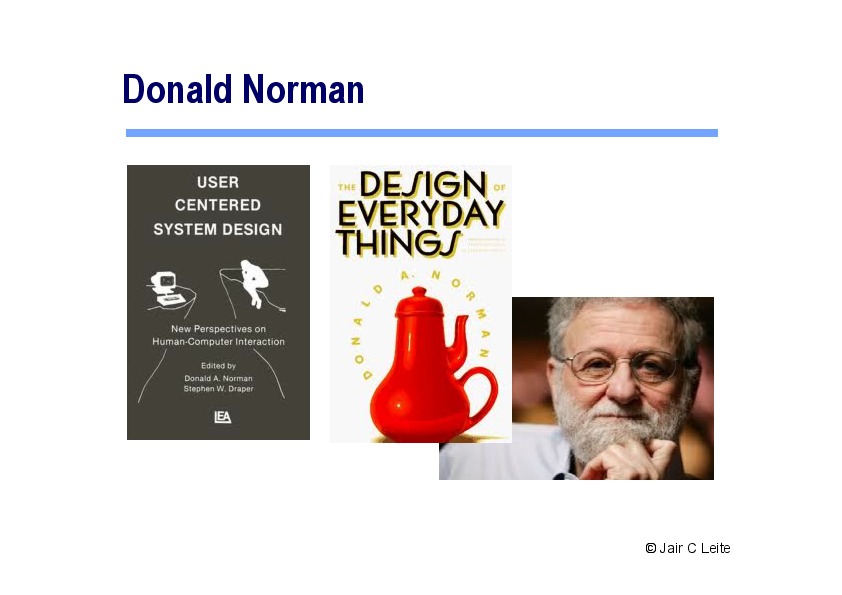 Donald Norman
USER
CENTERED
SYSTEM DESIGN
New Perspectives on
Human-Computer Interaction
Edited by
Donald A. Norman
Stephen W. Draper
LEA
THE DESIGN OF
EVERYDAY
THINGS
DONALD A. NORMAN
© Jair C Leite